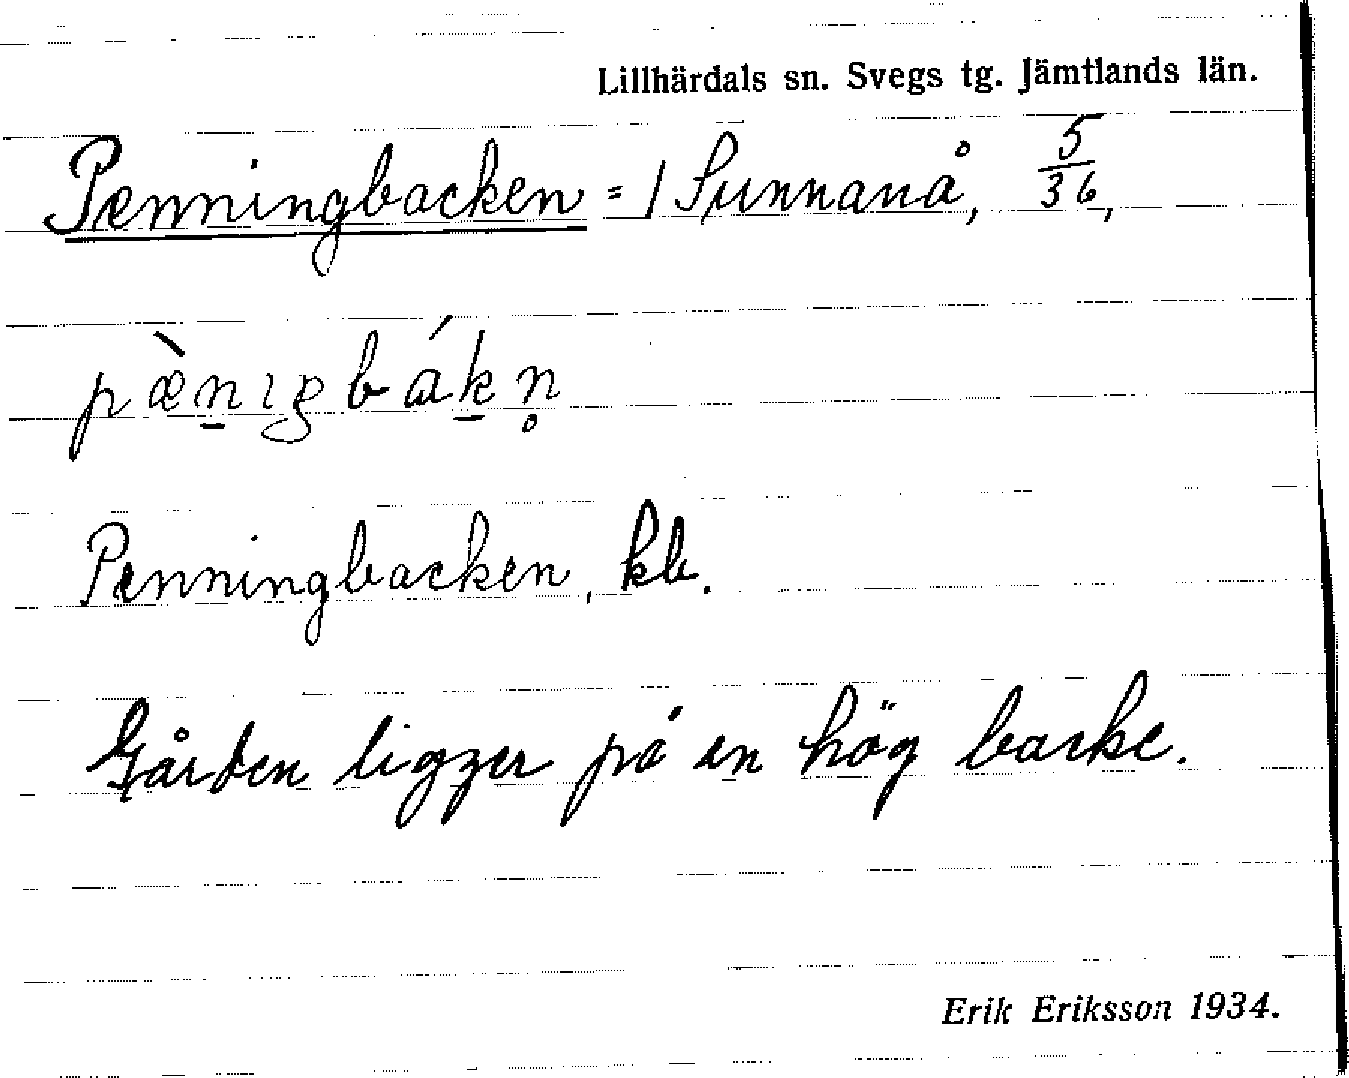 Lillhärdals sn. Svegs tg. Jämtlands län.
Penningbacken = 1 Sunnanå, 5/36,
pæ̀n̠ıgbák̠n̥
Penningbacken, kb.
Gården ligger på en hög backe.
Erik Eriksson 1934.